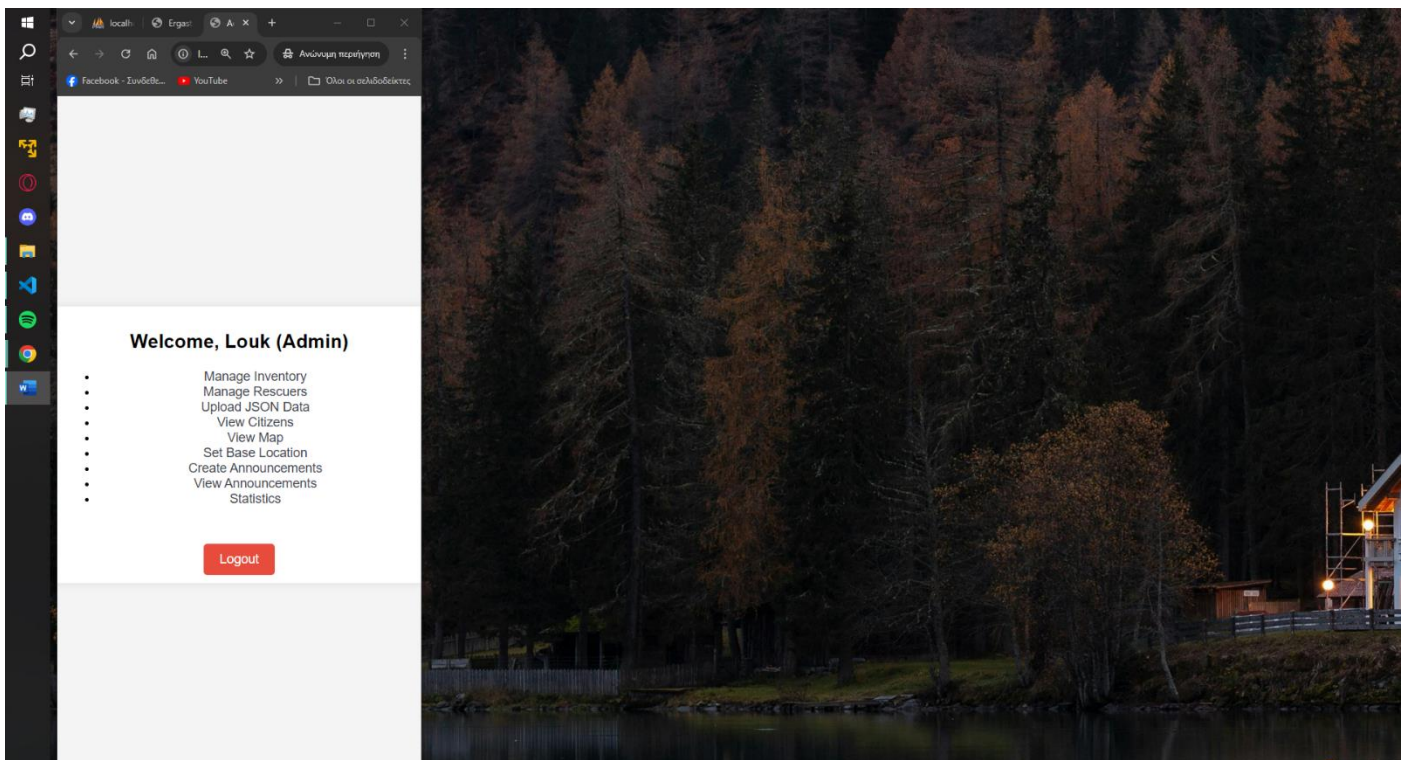 localh
Ergast
A
L...
Ανώνυμη περιήγηση
Facebook - Συνδεθε...
YouTube
Όλοι οι σελιδοδείκτες
Welcome, Louk (Admin)
Manage Inventory
Manage Rescuers
Upload JSON Data
View Citizens
View Map
Set Base Location
Create Announcements
View Announcements
Statistics
Logout